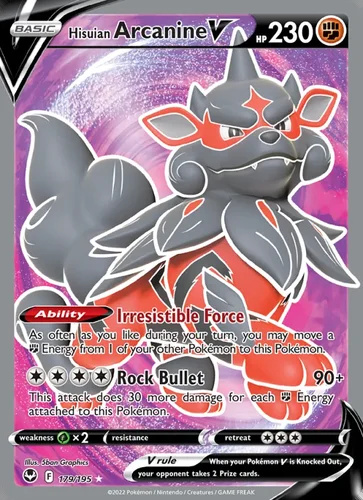 BASIC
Hisuian Arcanine V HP 230
Ability Irresistible Force
As often as you like during your turn, you may move
Energy from 1 of your other Pokémon to this Pokémon.
Rock Bullet 90+
This attack does 30 more damage for each Energy
attached to this Pokémon.
weakness ×2 resistance retreat
Illus. 5ban Graphics
F 179/195
V rule
When your Pokémon V is Knocked Out,
your opponent takes 2 Prize cards.
©2022 Pokémon / Nintendo / Creatures / GAME FREAK